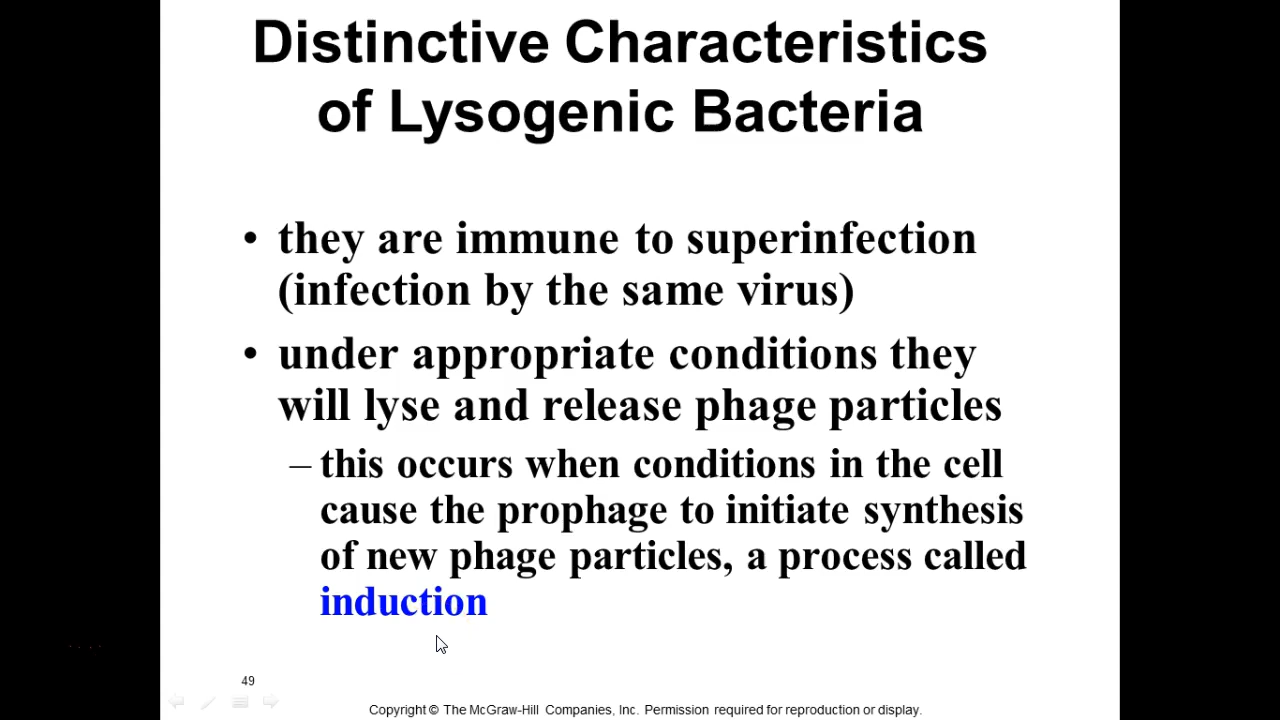 Distinctive Characteristics
of Lysogenic Bacteria
• they are immune to superinfection
(infection by the same virus)
• under appropriate conditions they
will lyse and release phage particles
– this occurs when conditions in the cell
cause the prophage to initiate synthesis
of new phage particles, a process called
induction
49
Copyright © The McGraw-Hill Companies, Inc. Permission required for reproduction or display.